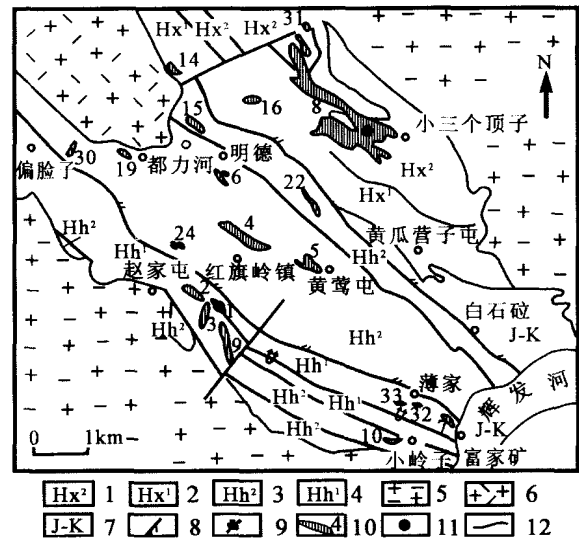 Hx¹ Hx² Hx² 31
14
N
15 16 8
小三个顶子
30 19 都力河 明德
偏脸子
6 22
Hx²
Hx¹
Hh²
24 4 5
黄瓜营子屯
Hh¹
赵家屯 红旗岭镇 黄莺屯
Hh²
2 1
3
9
Hh²
白石砬
J-K
Hh²
Hh¹ 薄家
辉发河
33 32 7
Hh² Hh¹
Hh²
10
J-K
小岭子 富家矿
0 1km
Hx² 1 Hx¹ 2 Hh² 3 Hh¹ 4 5 6
J-K 7 8 9 4 10 11 12